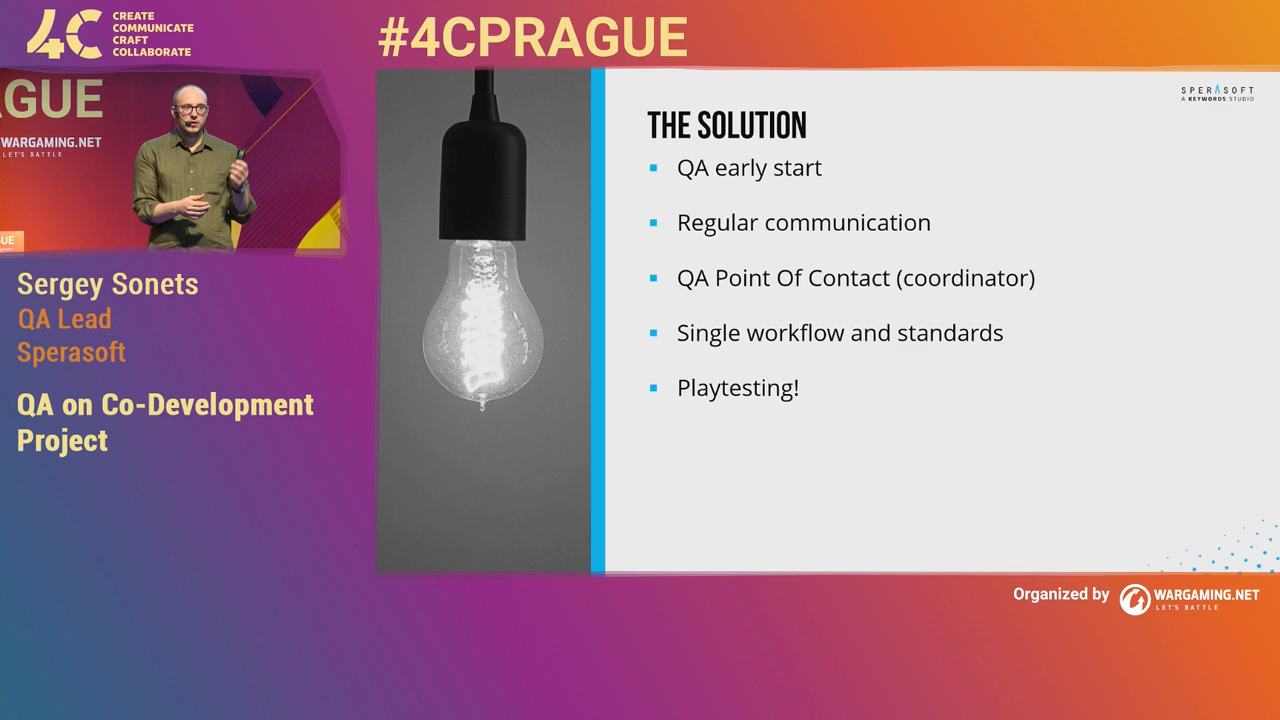 4C
CREATE
COMMUNICATE
CRAFT
COLLABORATE
#4CPRAGUE
GUE
WARGAMING.NET
LET'S BATTLE
UE
Sergey Sonets
QA Lead
Sperasoft
QA on Co-Development
Project
SPERASOFT
A KEYWORDS STUDIO
THE SOLUTION
▪ QA early start
▪ Regular communication
▪ QA Point Of Contact (coordinator)
▪ Single workflow and standards
▪ Playtesting!
Organized by
WARGAMING.NET
LET'S BATTLE